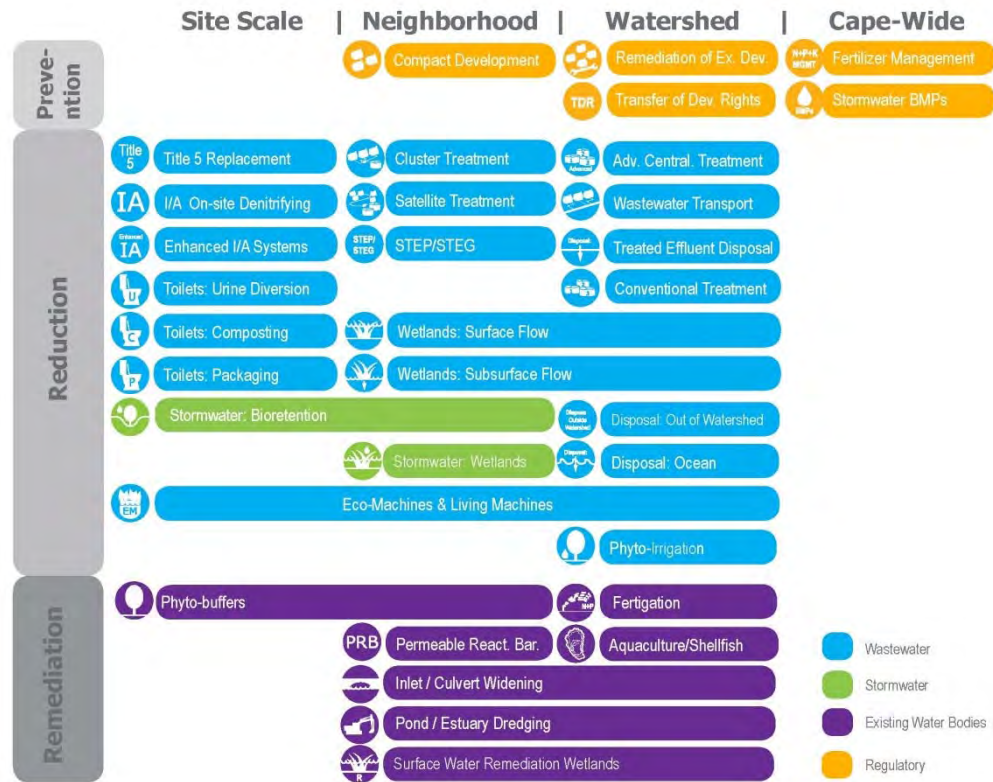 Site Scale | Neighborhood | Watershed | Cape-Wide
Preve-
ntion
Compact Development
Remediation of Ex. Dev.
N+P+K
MGMT
Fertilizer Management
TDR
Transfer of Dev. Rights
BMPs
Stormwater BMPs
Reduction
Title
5
Title 5 Replacement
Cluster Treatment
Advanced
Adv. Central. Treatment
IA
I/A On-site Denitrifying
Satellite Treatment
Wastewater Transport
Enhanced
IA
Enhanced I/A Systems
STEP/
STEG
STEP/STEG
Disposal
Treated Effluent Disposal
U
Toilets: Urine Diversion
Conventional Treatment
C
Toilets: Composting
Wetlands: Surface Flow
P
Toilets: Packaging
Wetlands: Subsurface Flow
Stormwater: Bioretention
Dispose
Outside
Watershed
Disposal: Out of Watershed
Stormwater: Wetlands
Disposal
Disposal: Ocean
EM
Eco-Machines & Living Machines
Phyto-Irrigation
Remediation
Phyto-buffers
N+P
Fertigation
PRB
Permeable React. Bar.
Aquaculture/Shellfish
Inlet / Culvert Widening
Pond / Estuary Dredging
R
Surface Water Remediation Wetlands
Wastewater
Stormwater
Existing Water Bodies
Regulatory